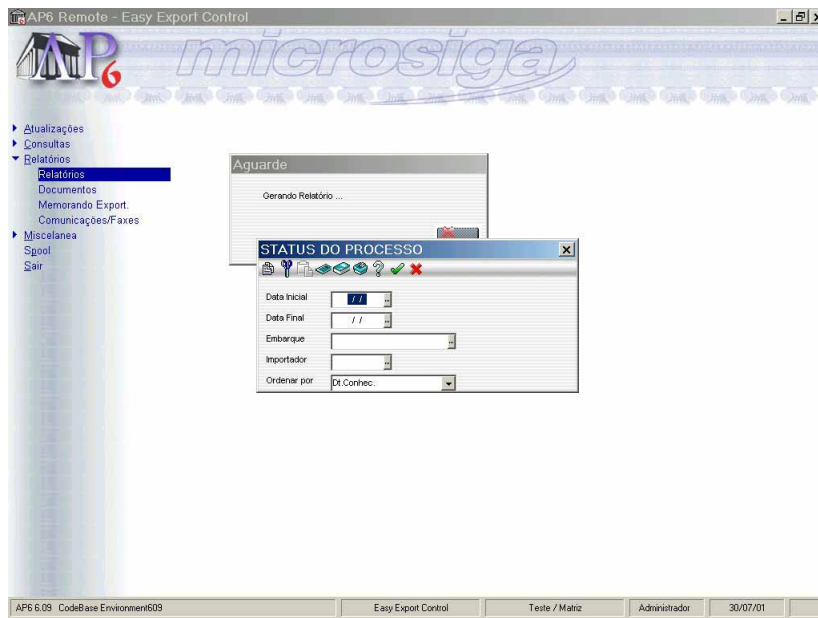 AP6 Remote - Easy Export Control
AP6
microsiga
Atualizações
Consultas
Relatórios
Relatórios
Documentos
Memorando Export.
Comunicações/Faxes
Miscelanea
Spool
Sair
Aguarde
Gerando Relatório ...
STATUS DO PROCESSO
Data Inicial / /
Data Final / /
Embarque
Importador
Ordenar por Dt.Conhec.
AP6 6.09 CodeBase Environment609 Easy Export Control Teste / Matriz Administrador 30/07/01